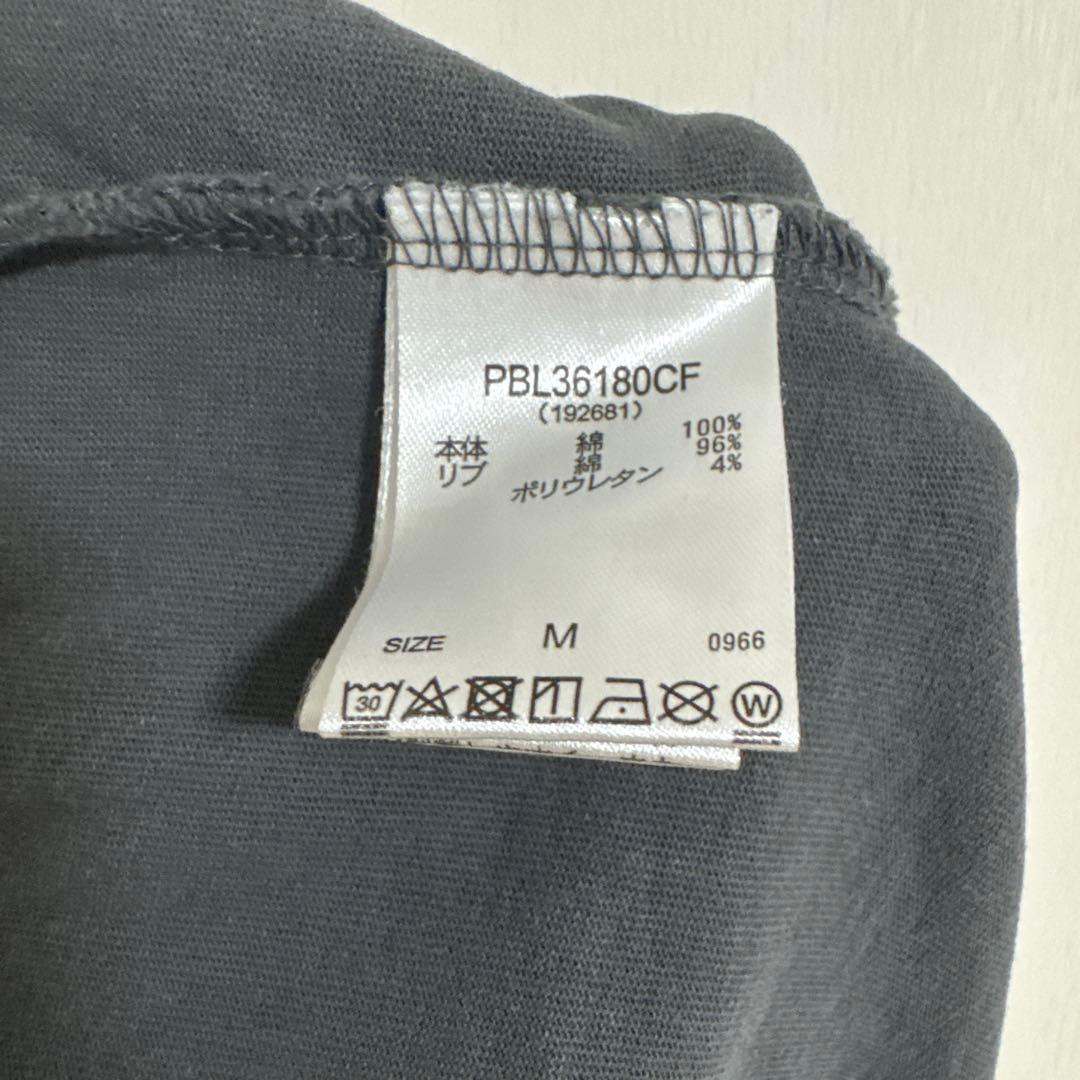 PBL36180CF
(192681)
本体 綿 100%
リブ 綿 96%
ポリウレタン 4%
SIZE M 0966
30 W